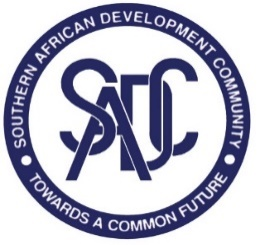 SOUTHERN AFRICAN DEVELOPMENT COMMUNITY
SADC
TOWARDS A COMMON FUTURE